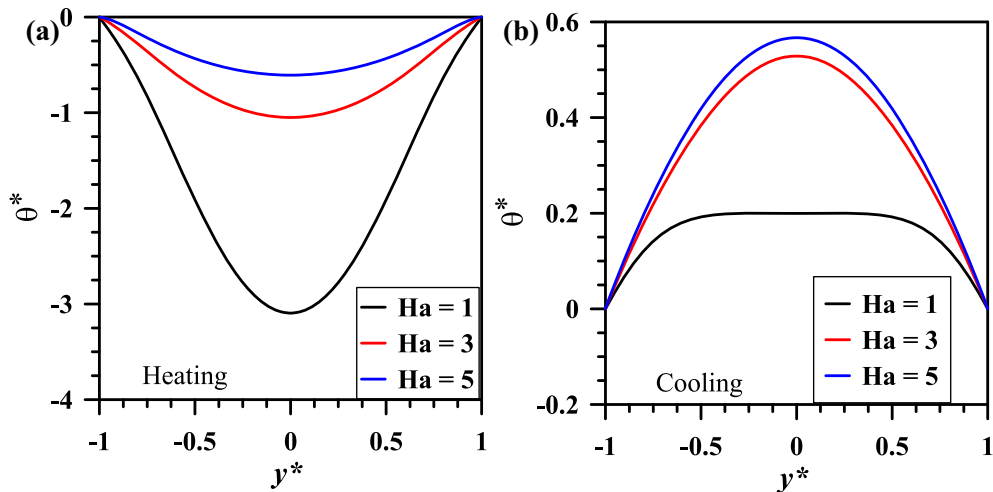 (a)
0
-1
-2
-3
-4
θ*
Ha = 1
Ha = 3
Ha = 5
Heating
-1 -0.5 0 0.5 1
y*
(b)
0.6
0.4
0.2
0
-0.2
θ*
Ha = 1
Ha = 3
Ha = 5
Cooling
-1 -0.5 0 0.5 1
y*